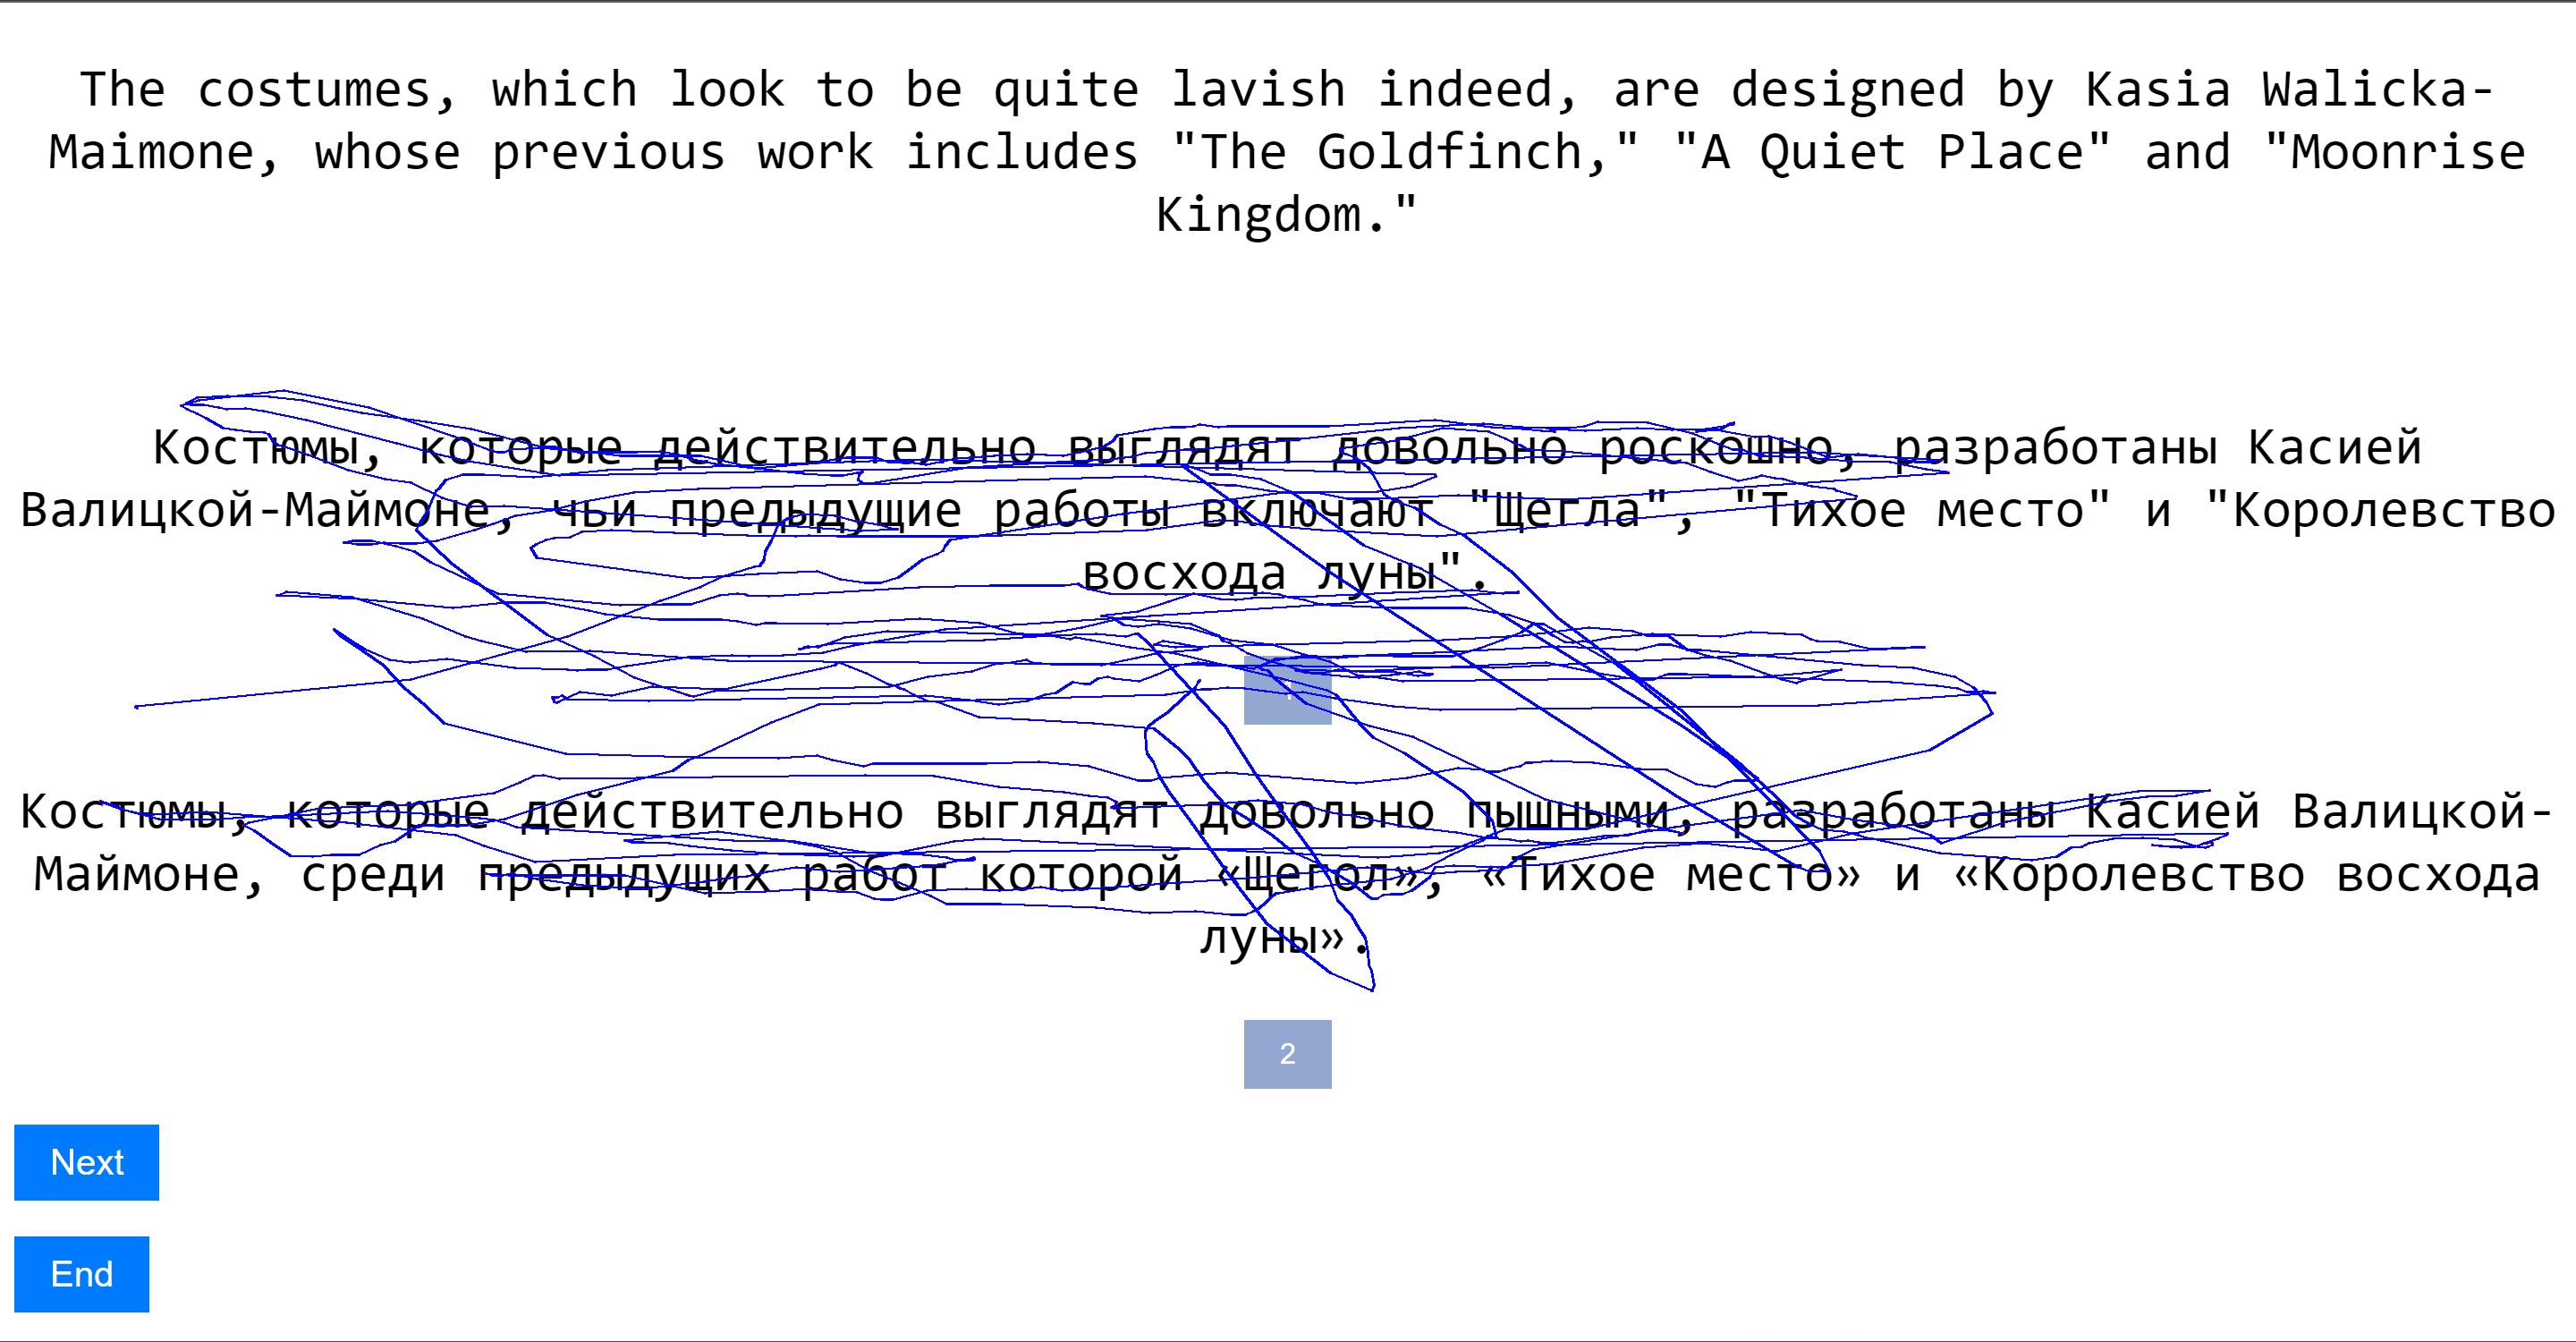 The costumes, which look to be quite lavish indeed, are designed by Kasia Walicka-
Maimone, whose previous work includes "The Goldfinch," "A Quiet Place" and "Moonrise
Kingdom."
Костюмы, которые действительно выглядят довольно роскошно, разработаны Касией
Валицкой-Маймоне, чьи предыдущие работы включают "Щегла", "Тихое место" и "Королевство
восхода луны".
Костюмы, которые действительно выглядят довольно пышными, разработаны Касией Валицкой-
Маймоне, среди предыдущих работ которой «Щегол», «Тихое место» и «Королевство восхода
луны».
2
Next
End